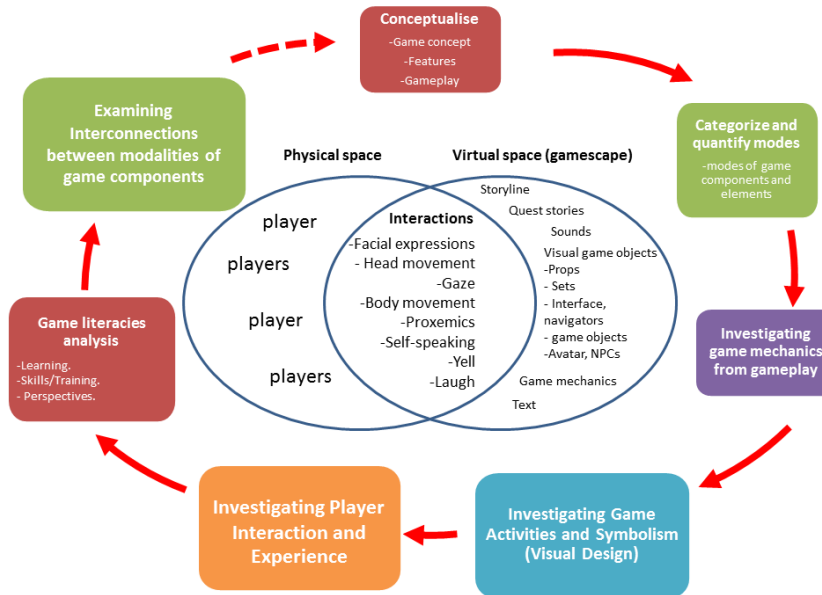 Conceptualise
-Game concept
-Features
-Gameplay
Categorize and
quantify modes
-modes of game
components and
elements
Investigating
game mechanics
from gameplay
Investigating Game
Activities and Symbolism
(Visual Design)
Investigating Player
Interaction and
Experience
Game literacies
analysis
-Learning.
-Skills/Training.
- Perspectives.
Examining
Interconnections
between modalities of
game components
Physical space
player
players
player
players
Interactions
-Facial expressions
- Head movement
-Gaze
-Body movement
-Proxemics
-Self-speaking
-Yell
-Laugh
Virtual space (gamescape)
Storyline
Quest stories
Sounds
Visual game objects
-Props
- Sets
- Interface,
navigators
- game objects
-Avatar, NPCs
Game mechanics
Text